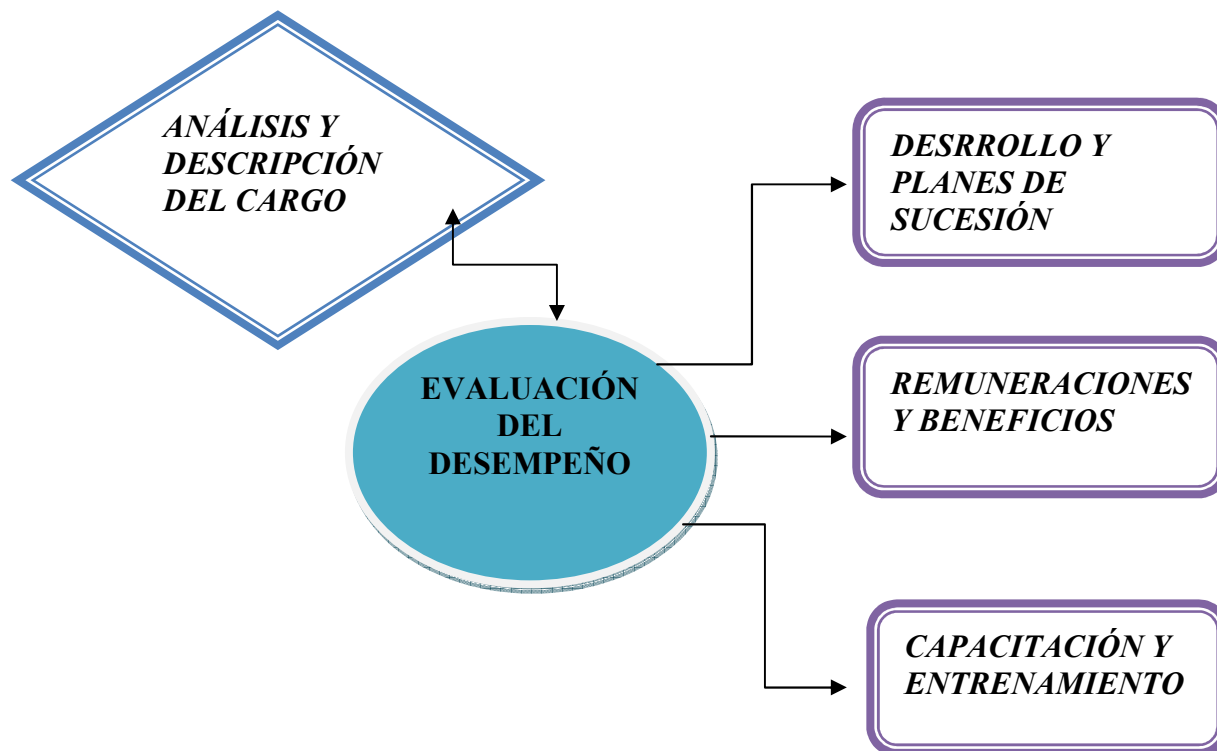 ANÁLISIS Y
DESCRIPCIÓN
DEL CARGO
DESRROLLO Y
PLANES DE
SUCESIÓN
EVALUACIÓN
DEL
DESEMPEÑO
REMUNERACIONES
Y BENEFICIOS
CAPACITACIÓN Y
ENTRENAMIENTO